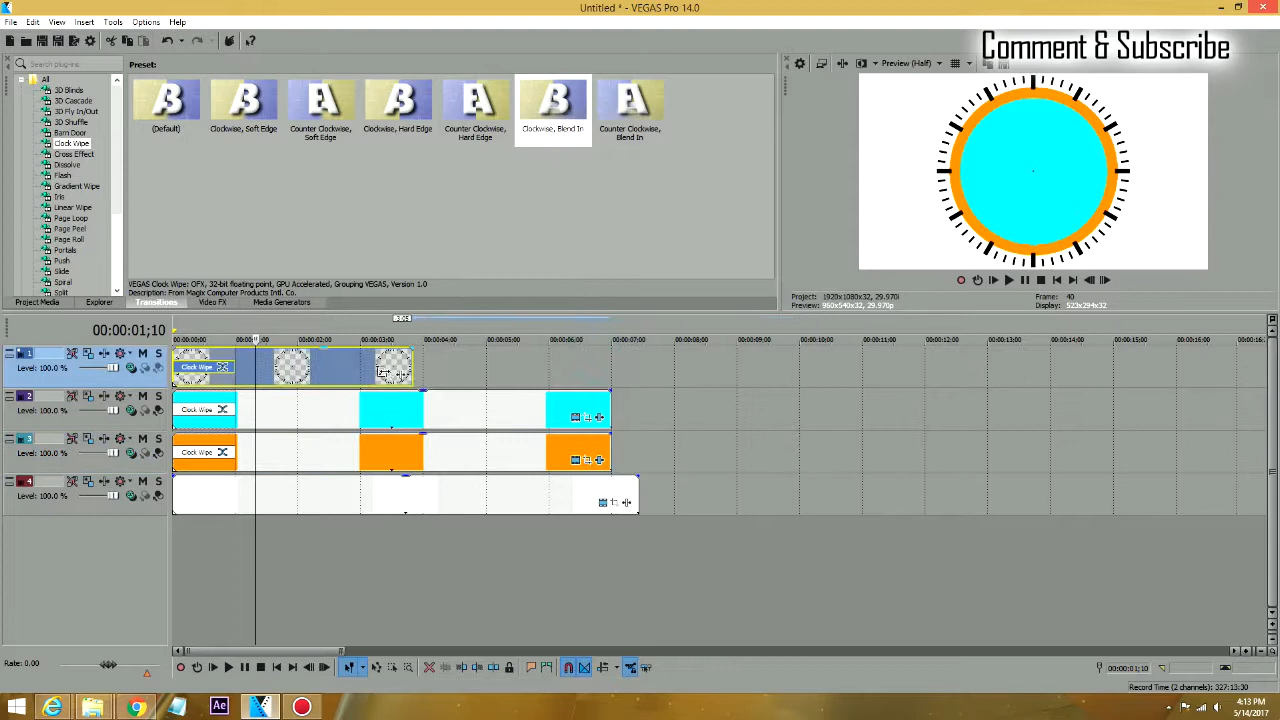 Untitled * - VEGAS Pro 14.0
File Edit View Insert Tools Options Help
Comment & Subscribe
Search plug-ins
Preset:
Preview (Half)
All
3D Blinds
3D Cascade
3D Fly In/Out
3D Shuffle
Barn Door
Clock Wipe
Cross Effect
Dissolve
Flash
Gradient Wipe
Iris
Linear Wipe
Page Loop
Page Peel
Page Roll
Portals
Push
Slide
Spiral
Split
(Default)
Clockwise, Soft Edge
Counter Clockwise, Soft Edge
Clockwise, Hard Edge
Counter Clockwise, Hard Edge
Clockwise, Blend In
Counter Clockwise, Blend In
VEGAS Clock Wipe: OFX, 32-bit floating point, GPU Accelerated, Grouping VEGAS, Version 1.0
Description: From Magix Computer Products Intl. Co.
Project Media Explorer Transitions Video FX Media Generators
Project: 1920x1080x32, 29.970i
Preview: 960x540x32, 29.970p
Frame: 40
Display: 523x294x32
00:00:01;10
3:05
00:00:00;00 00:00:02;00 00:00:03;00 00:00:04;00 00:00:05;00 00:00:06;00 00:00:07;00 00:00:08;00 00:00:09;00 00:00:10;00 00:00:11;00 00:00:12;00 00:00:13;00 00:00:14;00 00:00:15;00 00:00:16;0
1 M S
Level: 100.0 %
Clock Wipe
2 M S
Level: 100.0 %
Clock Wipe
3 M S
Level: 100.0 %
Clock Wipe
4 M S
Level: 100.0 %
Rate: 0.00
00:00:01;10
Record Time (2 channels): 327:13:30
Ae
4:13 PM
5/14/2017